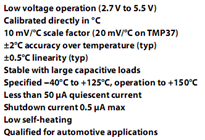 Low voltage operation (2.7 V to 5.5 V)
Calibrated directly in °C
10 mV/°C scale factor (20 mV/°C on TMP37)
±2°C accuracy over temperature (typ)
±0.5°C linearity (typ)
Stable with large capacitive loads
Specified −40°C to +125°C, operation to +150°C
Less than 50 μA quiescent current
Shutdown current 0.5 μA max
Low self-heating
Qualified for automotive applications